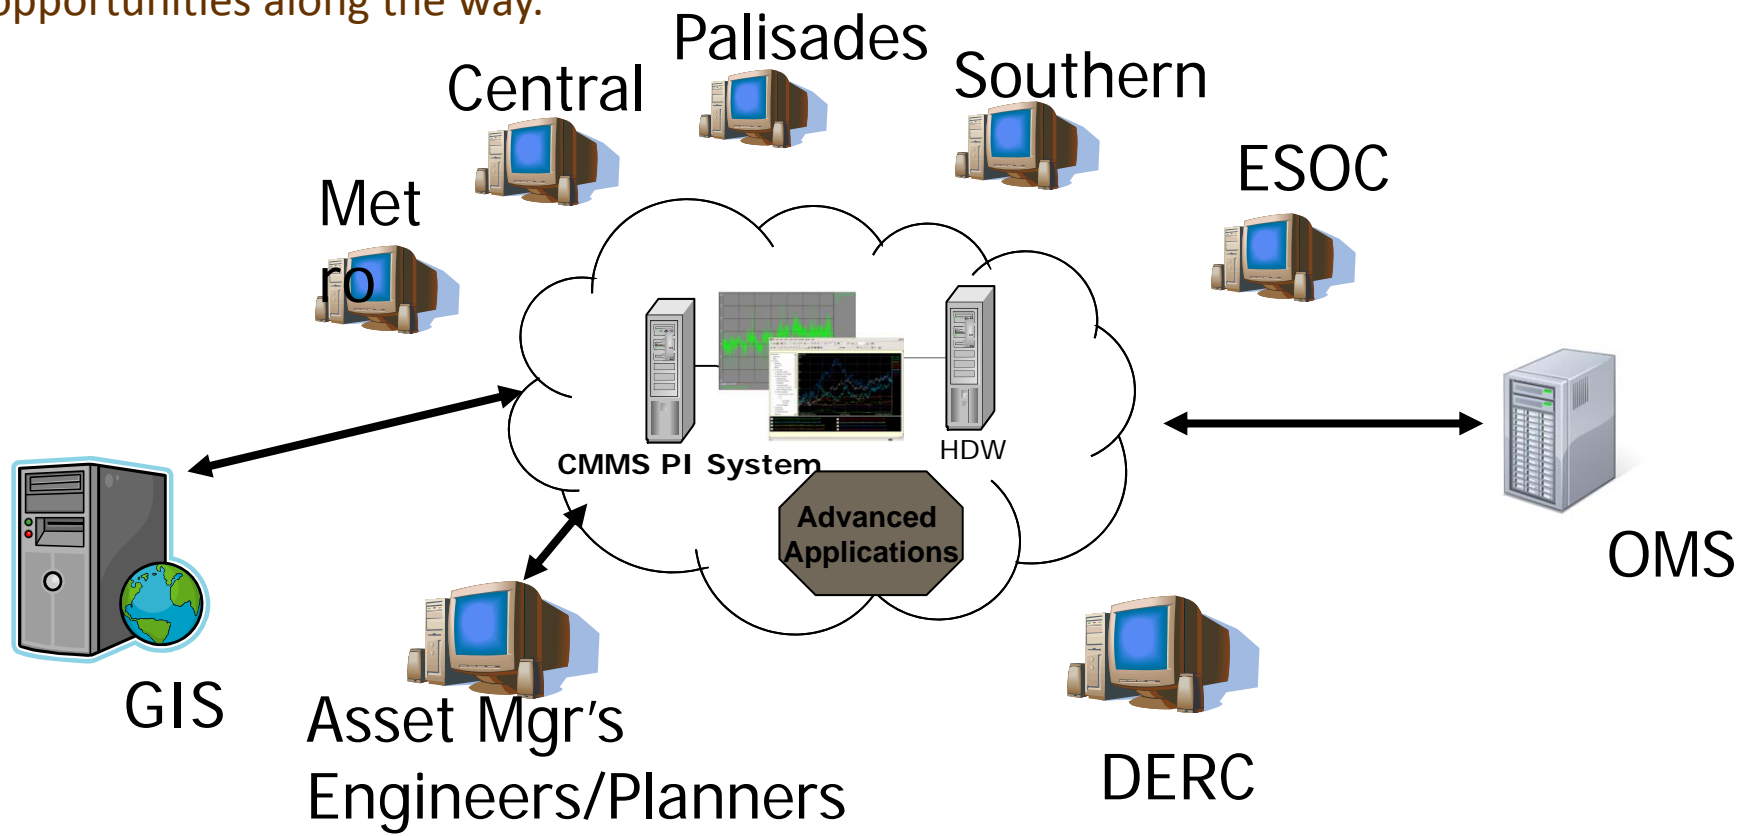 opportunities along the way.
Palisades
Central
Southern
ESOC
Met
ro
CMMS PI System
HDW
Advanced
Applications
OMS
GIS
Asset Mgr's
Engineers/Planners
DERC